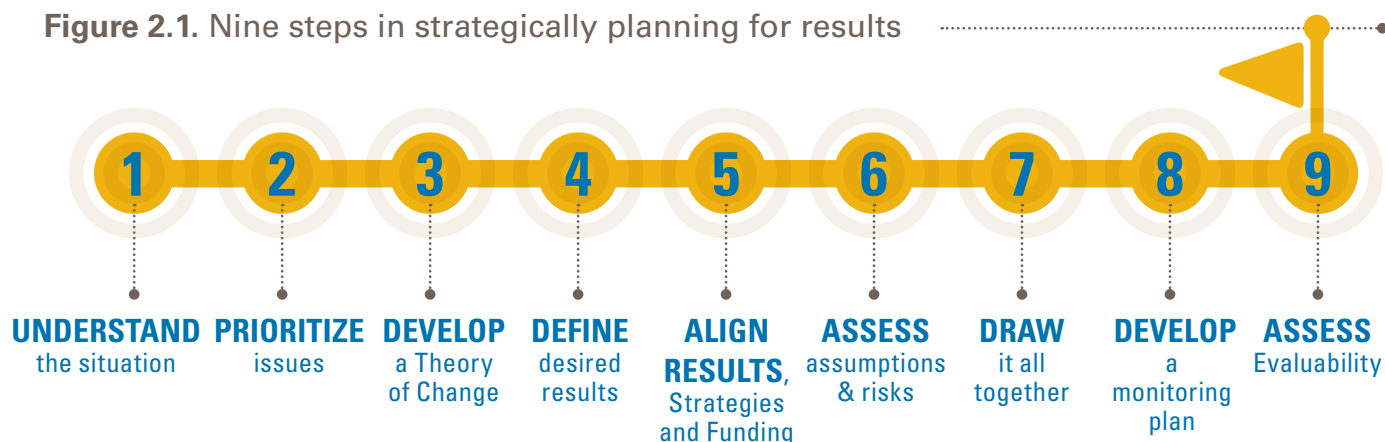 Figure 2.1. Nine steps in strategically planning for results
1 2 3 4 5 6 7 8 9
UNDERSTAND
the situation
PRIORITIZE
issues
DEVELOP
a Theory
of Change
DEFINE
desired
results
ALIGN
RESULTS,
Strategies
and Funding
ASSESS
assumptions
& risks
DRAW
it all
together
DEVELOP
a
monitoring
plan
ASSESS
Evaluability